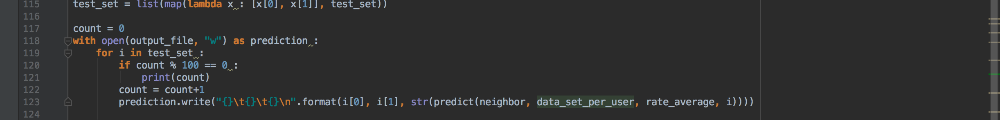 115 test_set = list(map(lambda x : [x[0], x[1]], test_set))
116
117 count = 0
118 with open(output_file, "w") as prediction :
119     for i in test_set :
120         if count % 100 == 0 :
121             print(count)
122         count = count+1
123         prediction.write("{}\t{}\t{}\n".format(i[0], i[1], str(predict(neighbor, data_set_per_user, rate_average, i))))
124